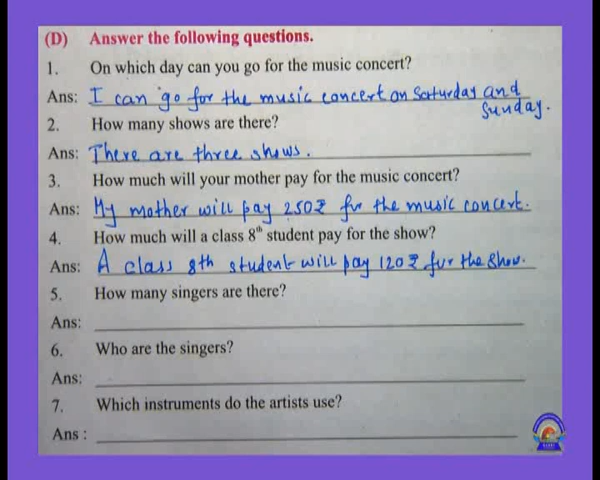 (D) Answer the following questions.
1. On which day can you go for the music concert?
Ans: I can go for the music concert on Saturday and
Sunday.
2. How many shows are there?
Ans: There are three shows.
3. How much will your mother pay for the music concert?
Ans: My mother will pay 250₹ for the music concert.
4. How much will a class 8th student pay for the show?
Ans: A class 8th student will pay 120₹ for the show.
5. How many singers are there?
Ans:
6. Who are the singers?
Ans:
7. Which instruments do the artists use?
Ans :